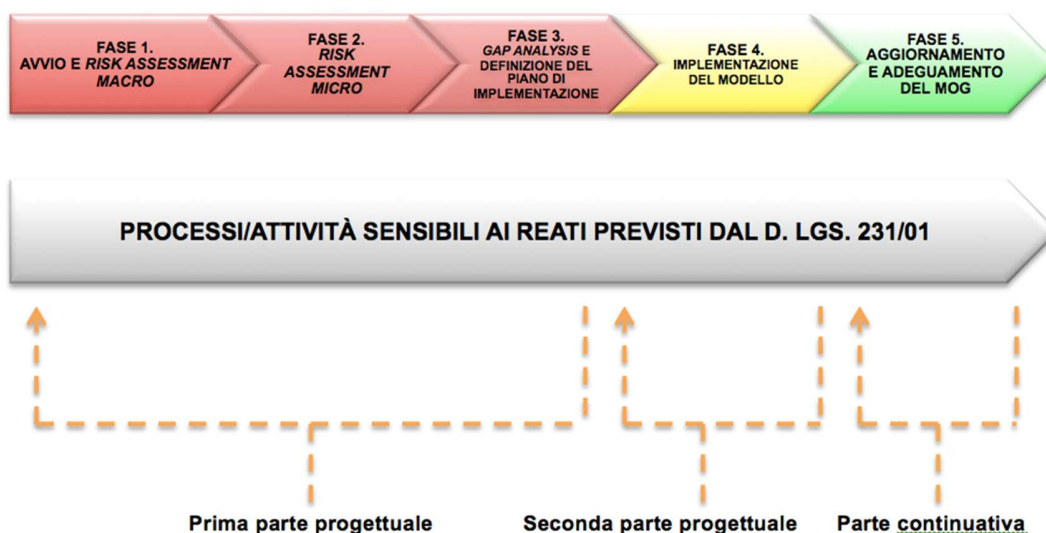 FASE 1.
AVVIO E RISK ASSESSMENT
MACRO
FASE 2.
RISK
ASSESSMENT
MICRO
FASE 3.
GAP ANALYSIS E
DEFINIZIONE DEL
PIANO DI
IMPLEMENTAZIONE
FASE 4.
IMPLEMENTAZIONE
DEL MODELLO
FASE 5.
AGGIORNAMENTO
E ADEGUAMENTO
DEL MOG
PROCESSI/ATTIVITÀ SENSIBILI AI REATI PREVISTI DAL D. LGS. 231/01
Prima parte progettuale
Seconda parte progettuale
Parte continuativa